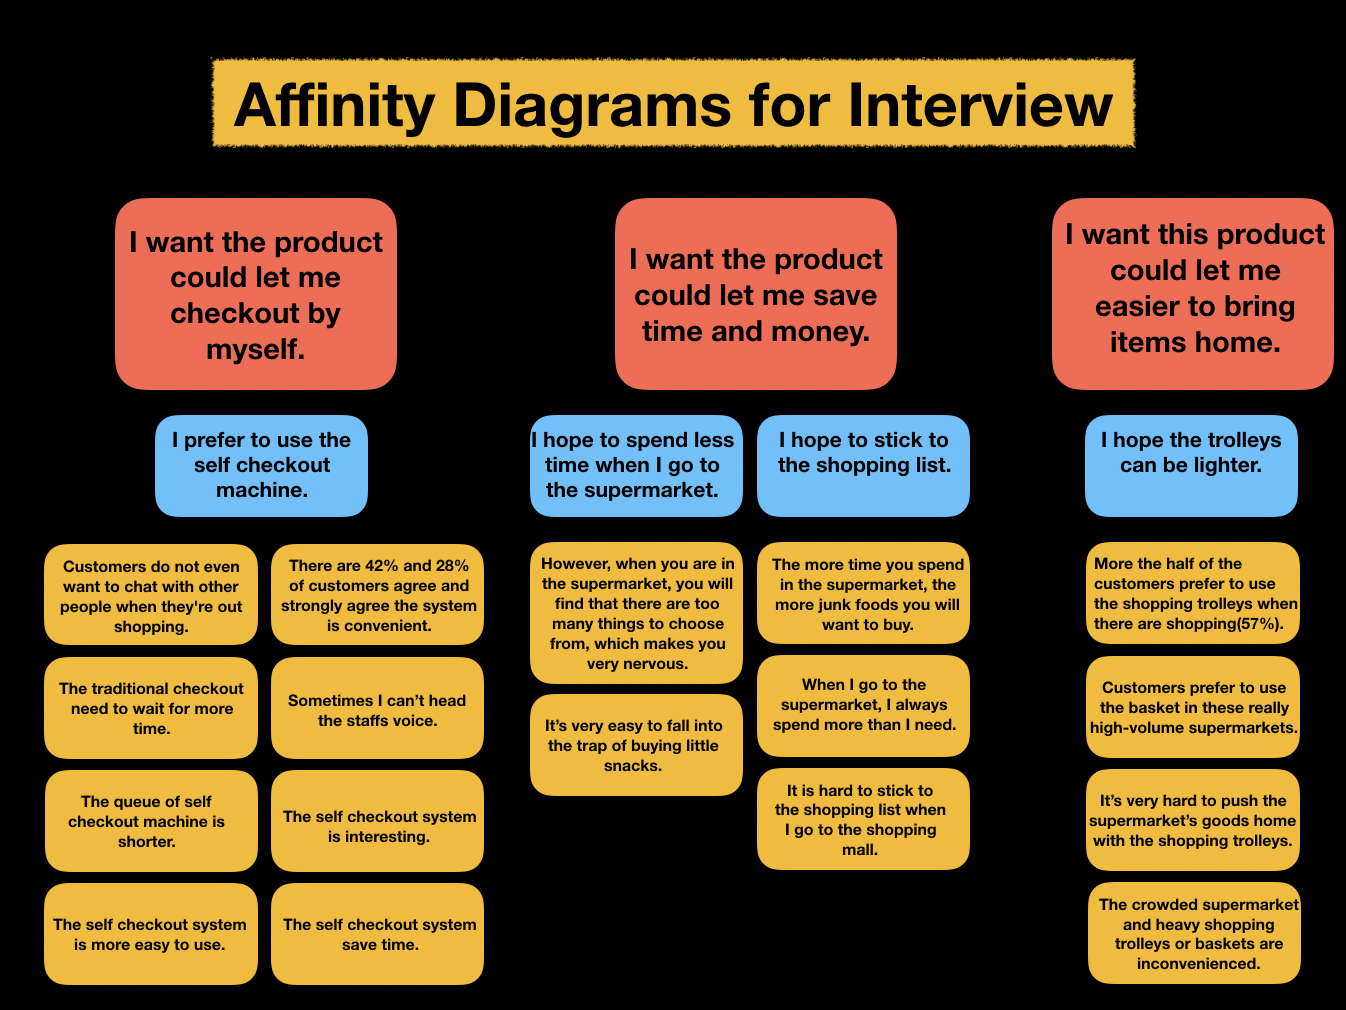 Affinity Diagrams for Interview
I want the product
could let me
checkout by
myself.
I prefer to use the
self checkout
machine.
Customers do not even
want to chat with other
people when they're out
shopping.
There are 42% and 28%
of customers agree and
strongly agree the system
is convenient.
The traditional checkout
need to wait for more
time.
Sometimes I can’t head
the staffs voice.
The queue of self
checkout machine is
shorter.
The self checkout system
is interesting.
The self checkout system
is more easy to use.
The self checkout system
save time.
I want the product
could let me save
time and money.
I hope to spend less
time when I go to
the supermarket.
However, when you are in
the supermarket, you will
find that there are too
many things to choose
from, which makes you
very nervous.
It’s very easy to fall into
the trap of buying little
snacks.
I hope to stick to
the shopping list.
The more time you spend
in the supermarket, the
more junk foods you will
want to buy.
When I go to the
supermarket, I always
spend more than I need.
It is hard to stick to
the shopping list when
I go to the shopping
mall.
I want this product
could let me
easier to bring
items home.
I hope the trolleys
can be lighter.
More the half of the
customers prefer to use
the shopping trolleys when
there are shopping(57%).
Customers prefer to use
the basket in these really
high-volume supermarkets.
It’s very hard to push the
supermarket’s goods home
with the shopping trolleys.
The crowded supermarket
and heavy shopping
trolleys or baskets are
inconvenienced.